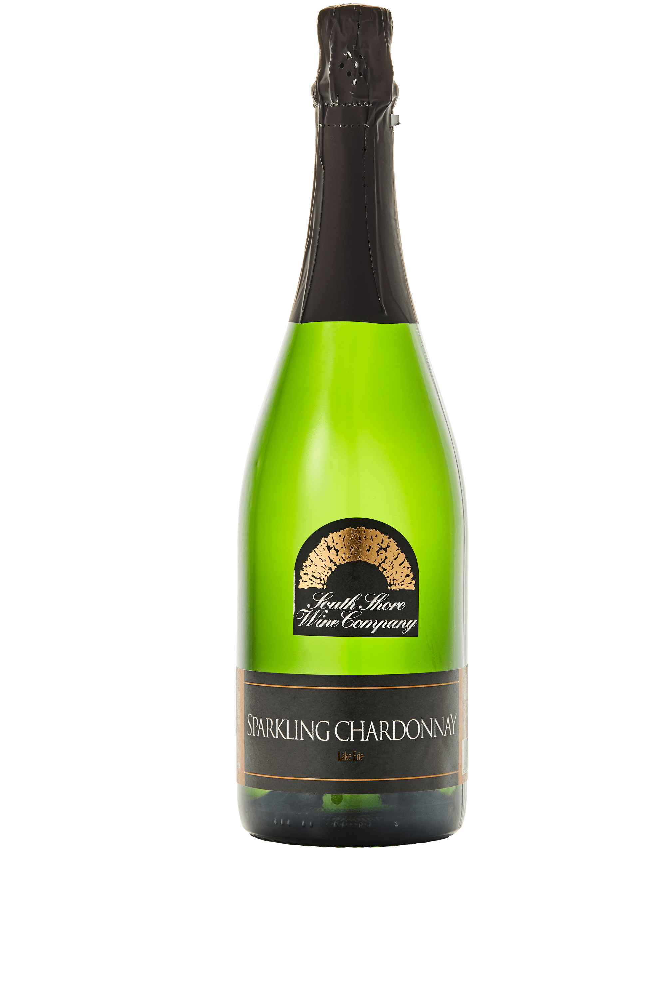 South Shore
Wine Company
SPARKLING CHARDONNAY
Lake Erie